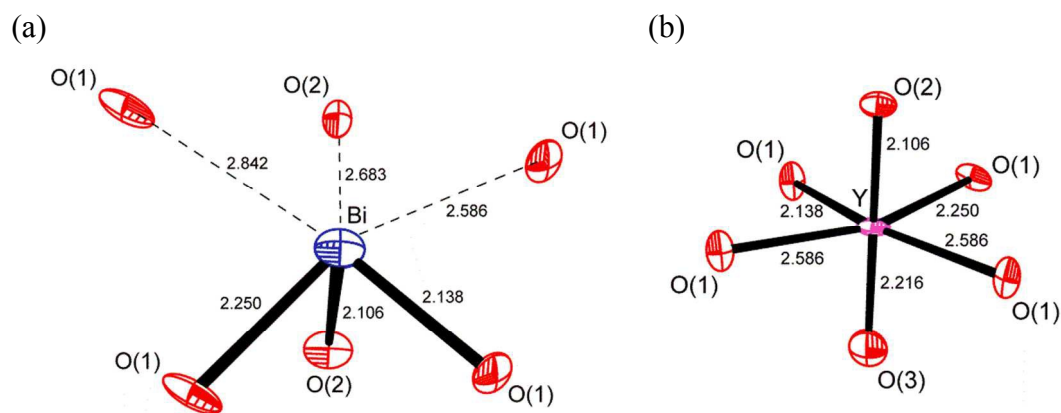 (a)
O(1)
O(2)
O(1)
2.842
2.683
2.586
Bi
2.250
2.106
2.138
O(1)
O(2)
O(1)
(b)
O(2)
2.106
O(1)
O(1)
Y
2.138
2.250
2.586
2.586
O(1)
2.216
O(1)
O(3)